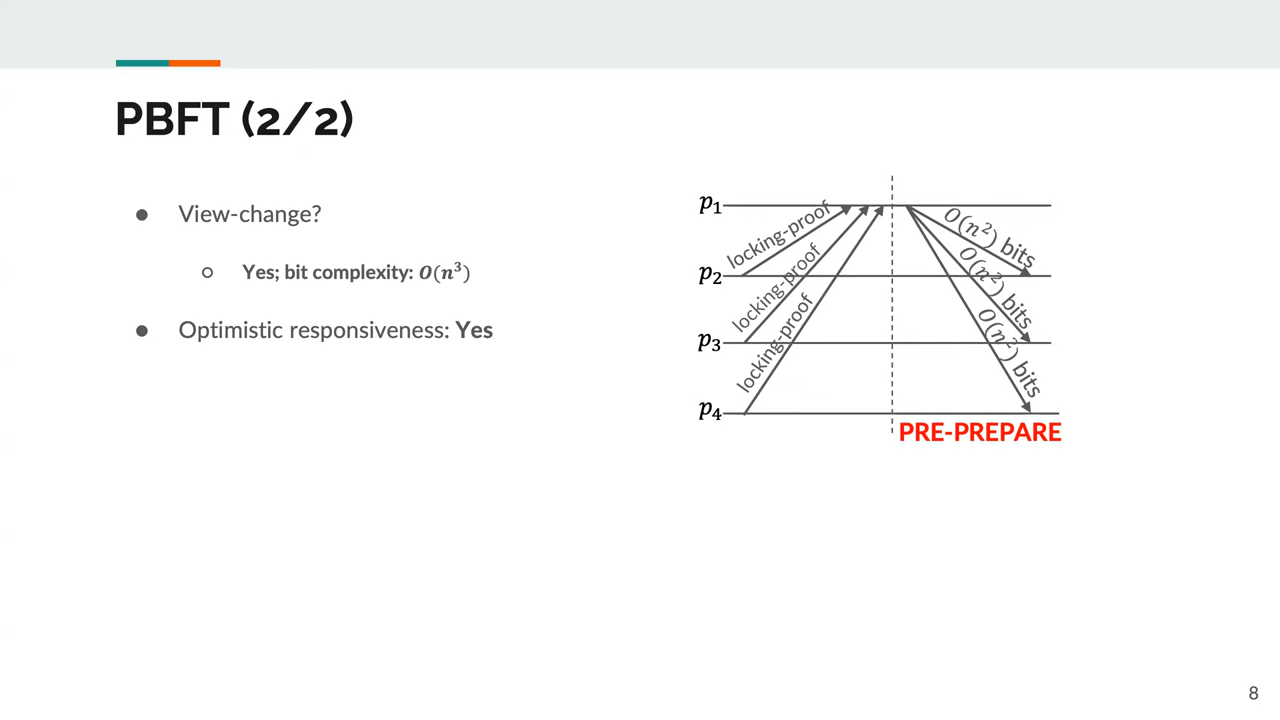 PBFT (2/2)
● View-change?
○ Yes; bit complexity: O(n³)
● Optimistic responsiveness: Yes
p₁
p₂
p₃
p₄
locking-proof
locking-proof
locking-proof
O(n²) bits
O(n²) bits
O(n²) bits
PRE-PREPARE
8